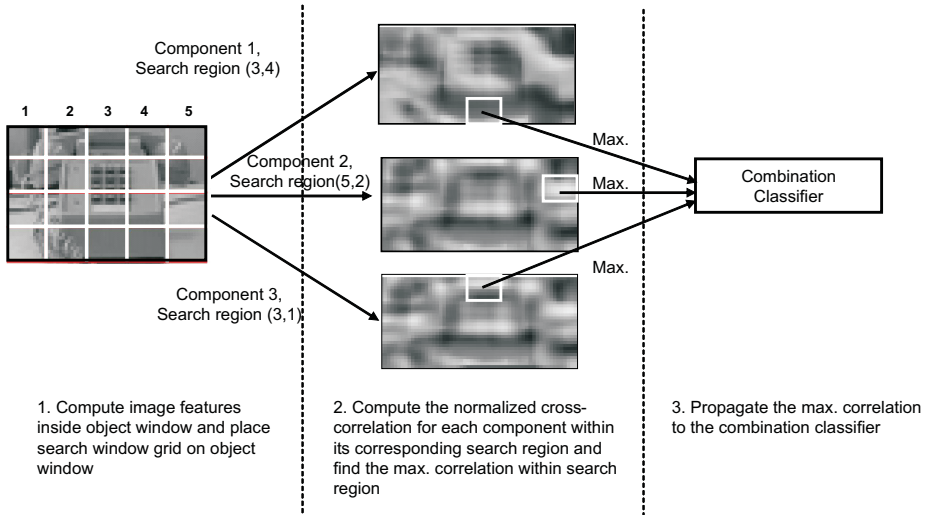 Component 1,
Search region (3,4)
1 2 3 4 5
Component 2,
Search region(5,2)
Component 3,
Search region (3,1)
Max.
Max.
Max.
Combination
Classifier
1. Compute image features
inside object window and place
search window grid on object
window
2. Compute the normalized cross-
correlation for each component within
its corresponding search region and
find the max. correlation within search
region
3. Propagate the max. correlation
to the combination classifier